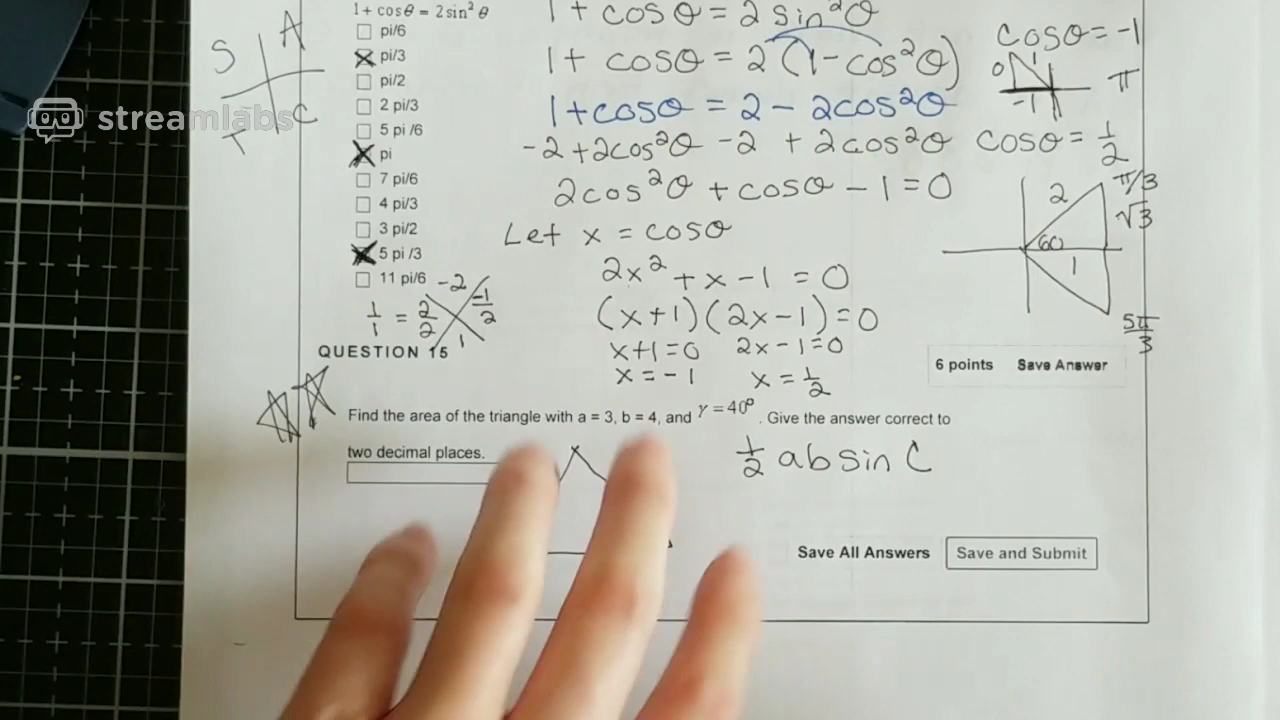 1 + cosθ = 2 sin²θ
1 + cosθ = 2sin²θ
pi/6
pi/3
pi/2
2 pi/3
5 pi /6
pi
7 pi/6
4 pi/3
3 pi/2
5 pi /3
11 pi/6
S A
T C
streamlabs
1 + cosθ = 2(1 - cos²θ)
1 + cosθ = 2 - 2cos²θ
-2 + 2cos²θ -2 + 2cos²θ
2cos²θ + cosθ - 1 = 0
Let x = cosθ
2x² + x - 1 = 0
(x+1)(2x-1) = 0
x+1=0 2x-1=0
x = -1 x = 1/2
cosθ = -1
0 1 π
-1
cosθ = 1/2
2 π/3
√3
60
1
5π/3
-2
1/1 = 2/2 -1/2
1
QUESTION 15
6 points Save Answer
Find the area of the triangle with a = 3, b = 4, and γ = 40° . Give the answer correct to
two decimal places.
1/2 ab sin C
Save All Answers Save and Submit